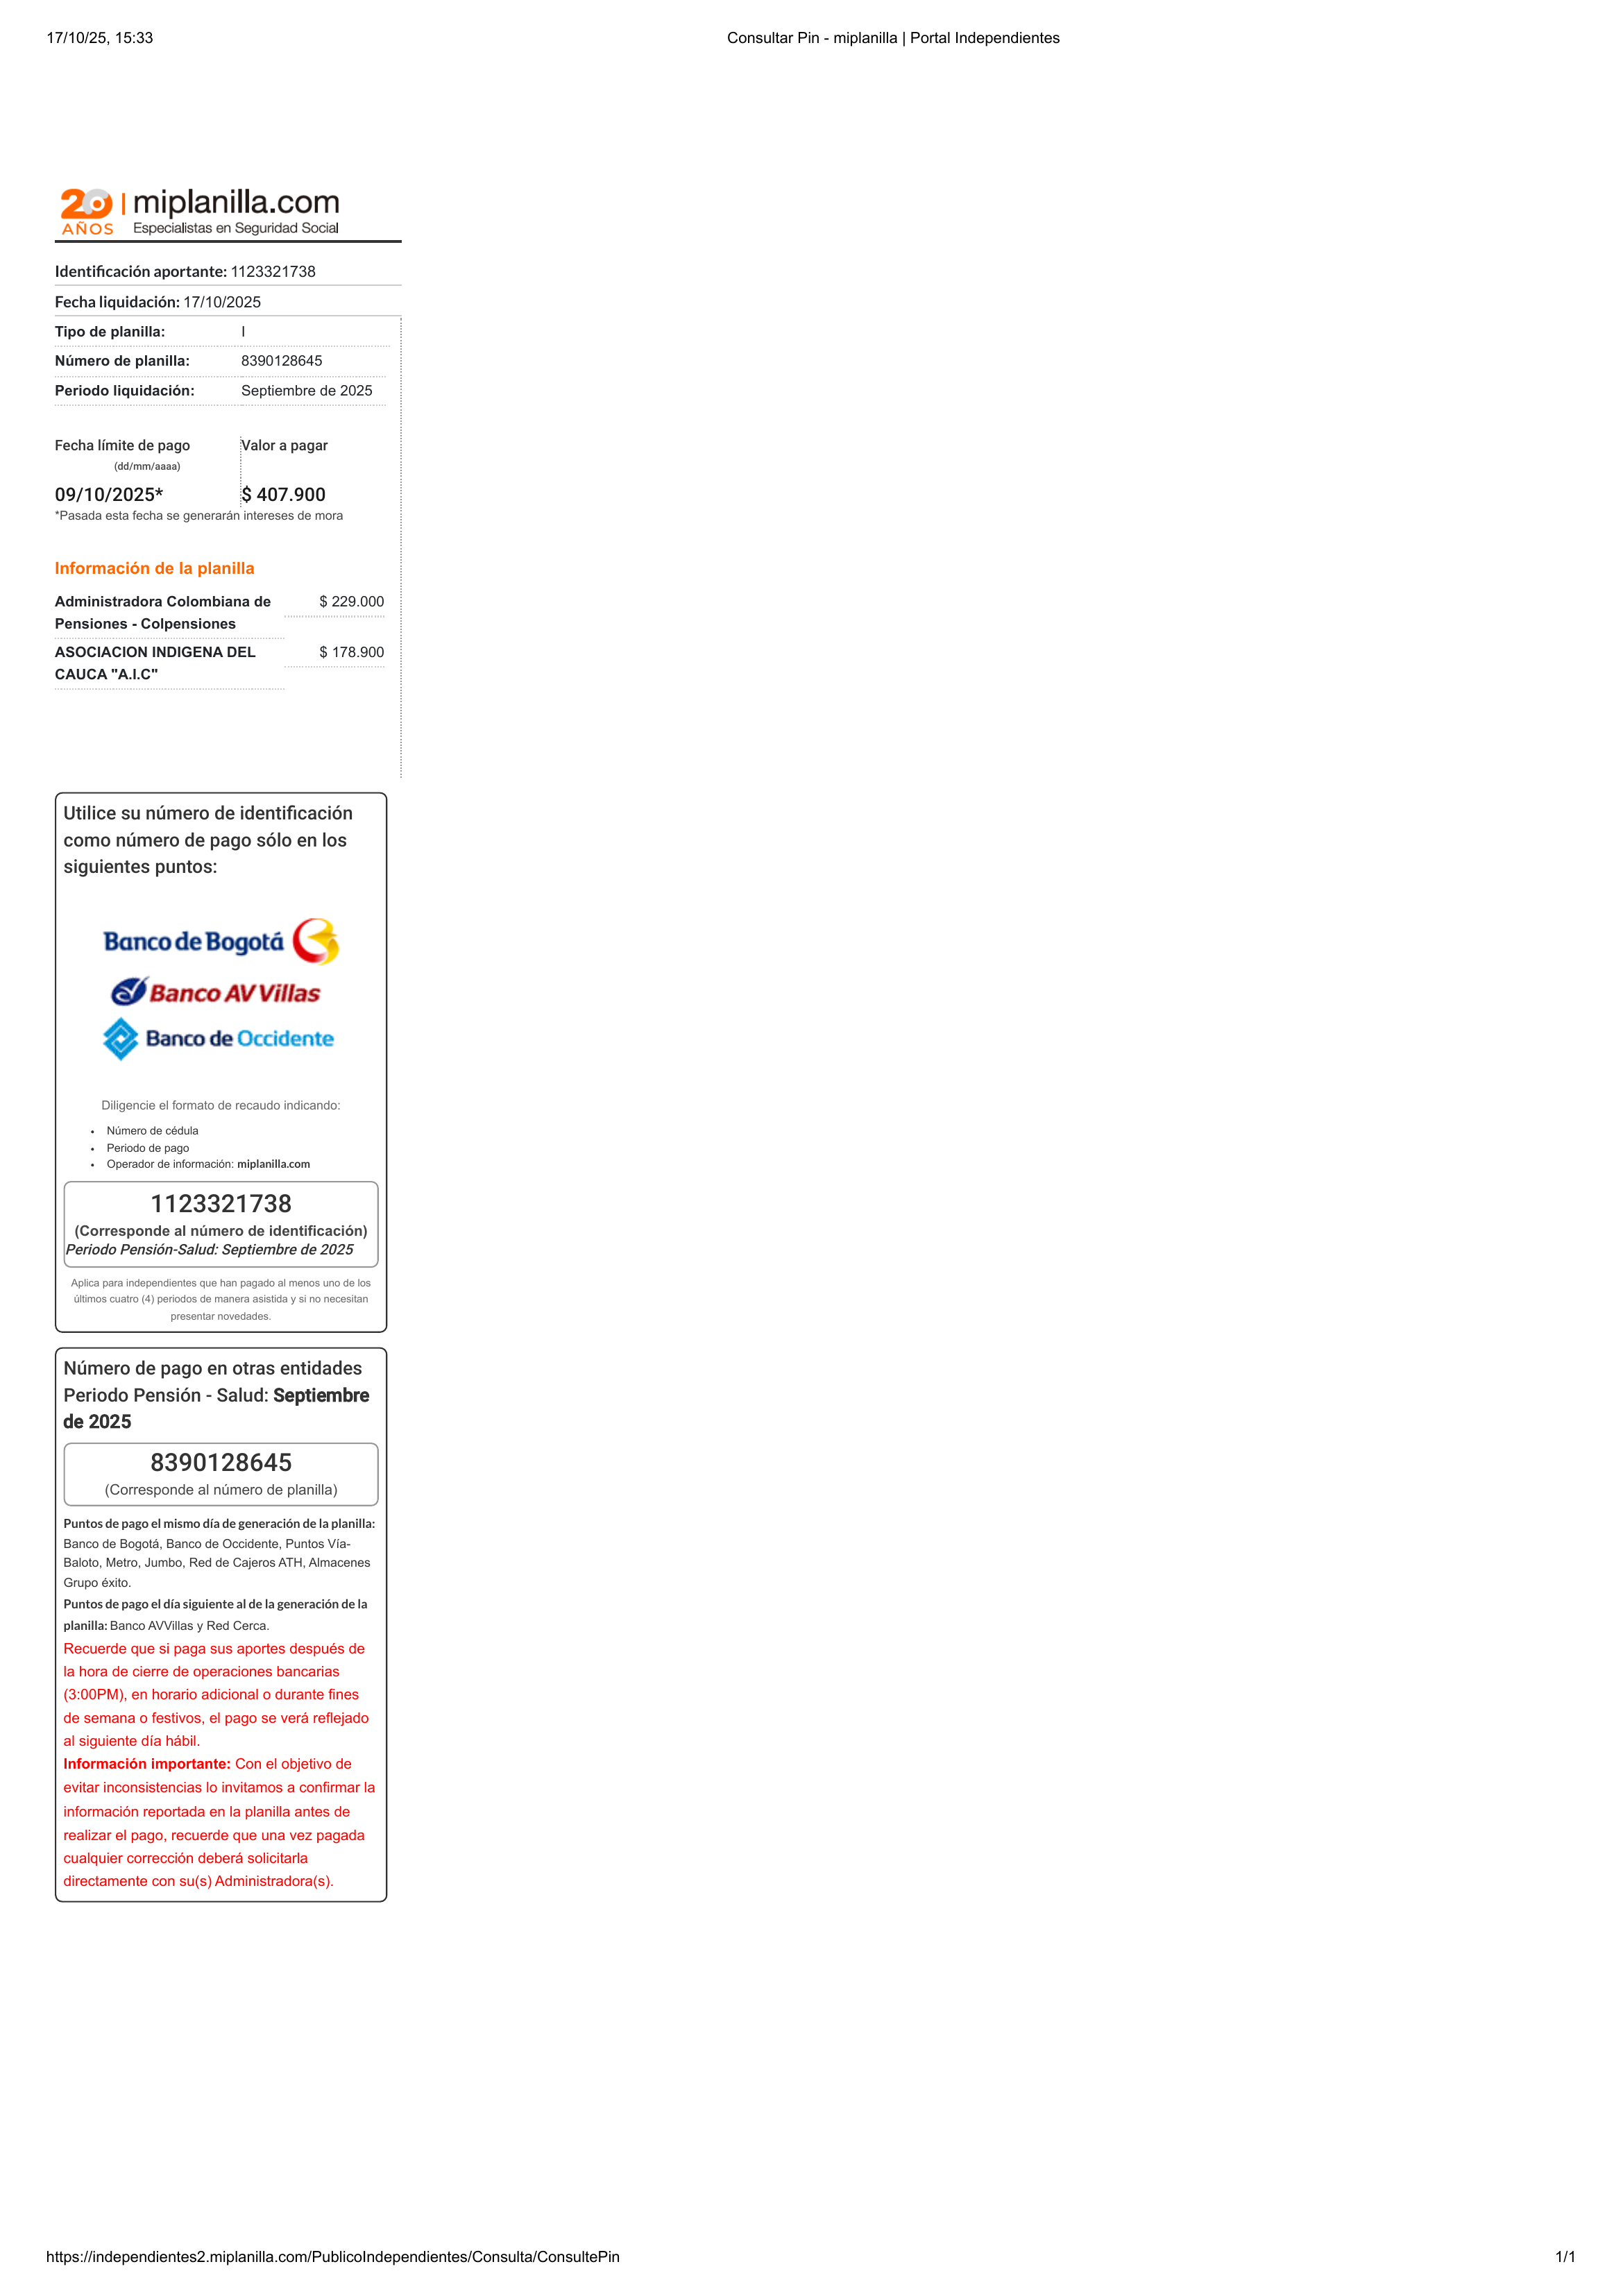 17/10/25, 15:33
Consultar Pin - miplanilla | Portal Independientes
20 AÑOS
miplanilla.com
Especialistas en Seguridad Social
Identificación aportante: 1123321738
Fecha liquidación: 17/10/2025
Tipo de planilla: I
Número de planilla: 8390128645
Periodo liquidación: Septiembre de 2025
Fecha límite de pago Valor a pagar
(dd/mm/aaaa)
09/10/2025* $ 407.900
*Pasada esta fecha se generarán intereses de mora
Información de la planilla
Administradora Colombiana de $ 229.000
Pensiones - Colpensiones
ASOCIACION INDIGENA DEL $ 178.900
CAUCA "A.I.C"
Utilice su número de identificación
como número de pago sólo en los
siguientes puntos:
Banco de Bogotá
Banco AV Villas
Banco de Occidente
Diligencie el formato de recaudo indicando:
• Número de cédula
• Periodo de pago
• Operador de información: miplanilla.com
1123321738
(Corresponde al número de identificación)
Periodo Pensión-Salud: Septiembre de 2025
Aplica para independientes que han pagado al menos uno de los
últimos cuatro (4) periodos de manera asistida y si no necesitan
presentar novedades.
Número de pago en otras entidades
Periodo Pensión - Salud: Septiembre
de 2025
8390128645
(Corresponde al número de planilla)
Puntos de pago el mismo día de generación de la planilla:
Banco de Bogotá, Banco de Occidente, Puntos Vía-
Baloto, Metro, Jumbo, Red de Cajeros ATH, Almacenes
Grupo éxito.
Puntos de pago el día siguiente al de la generación de la
planilla: Banco AVVillas y Red Cerca.
Recuerde que si paga sus aportes después de
la hora de cierre de operaciones bancarias
(3:00PM), en horario adicional o durante fines
de semana o festivos, el pago se verá reflejado
al siguiente día hábil.
Información importante: Con el objetivo de
evitar inconsistencias lo invitamos a confirmar la
información reportada en la planilla antes de
realizar el pago, recuerde que una vez pagada
cualquier corrección deberá solicitarla
directamente con su(s) Administradora(s).
https://independientes2.miplanilla.com/PublicoIndependientes/Consulta/ConsultePin
1/1